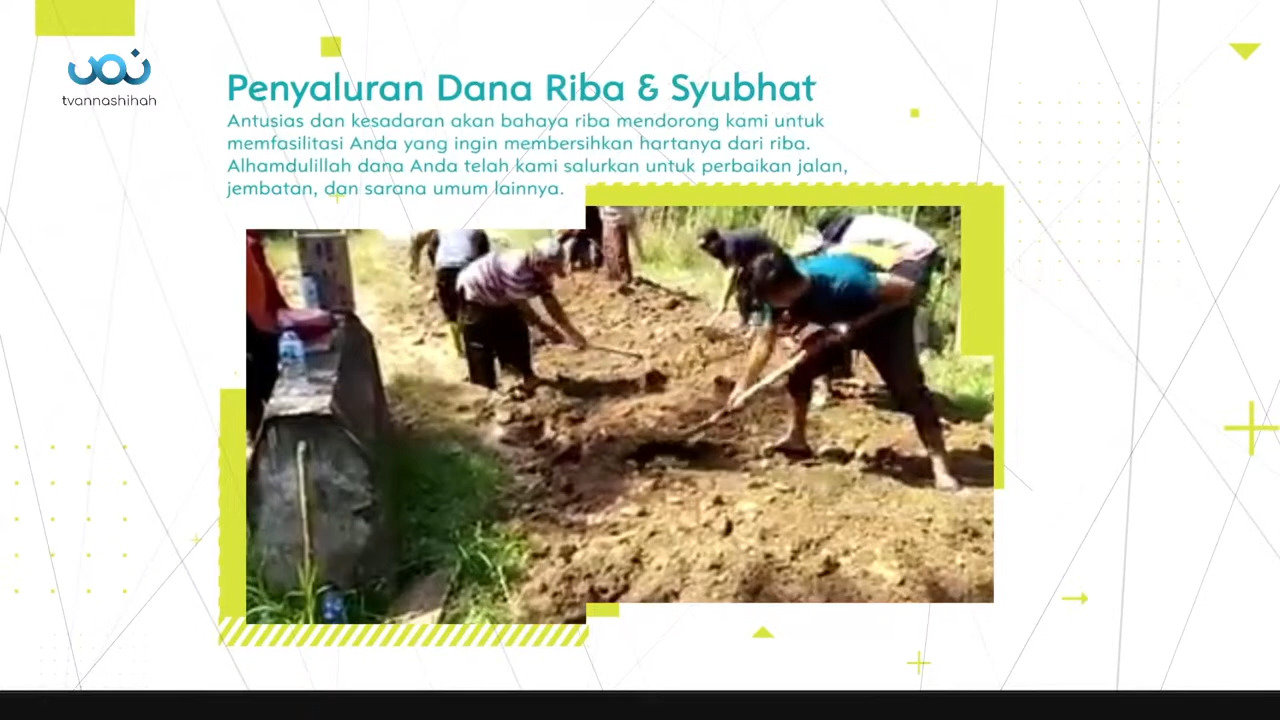 tvannashihah
Penyaluran Dana Riba & Syubhat
Antusias dan kesadaran akan bahaya riba mendorong kami untuk
memfasilitasi Anda yang ingin membersihkan hartanya dari riba.
Alhamdulillah dana Anda telah kami salurkan untuk perbaikan jalan,
jembatan, dan sarana umum lainnya.